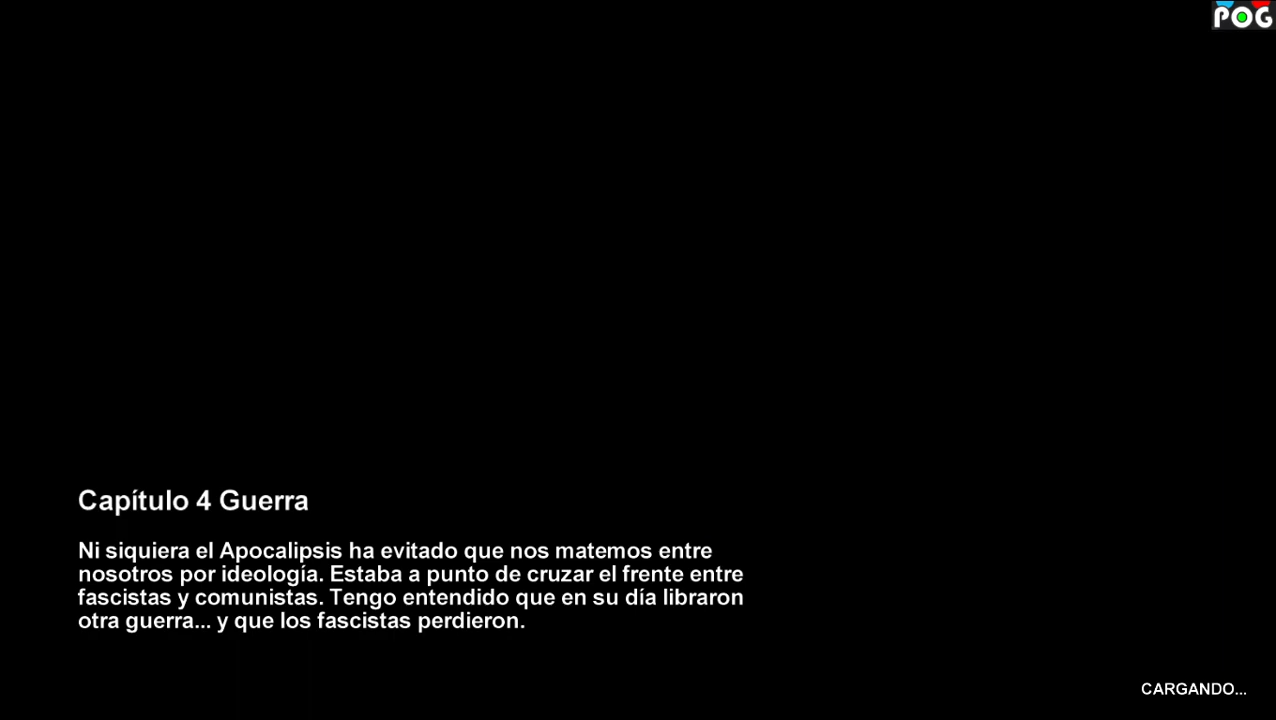 POG
Capítulo 4 Guerra
Ni siquiera el Apocalipsis ha evitado que nos matemos entre
nosotros por ideología. Estaba a punto de cruzar el frente entre
fascistas y comunistas. Tengo entendido que en su día libraron
otra guerra... y que los fascistas perdieron.
CARGANDO...